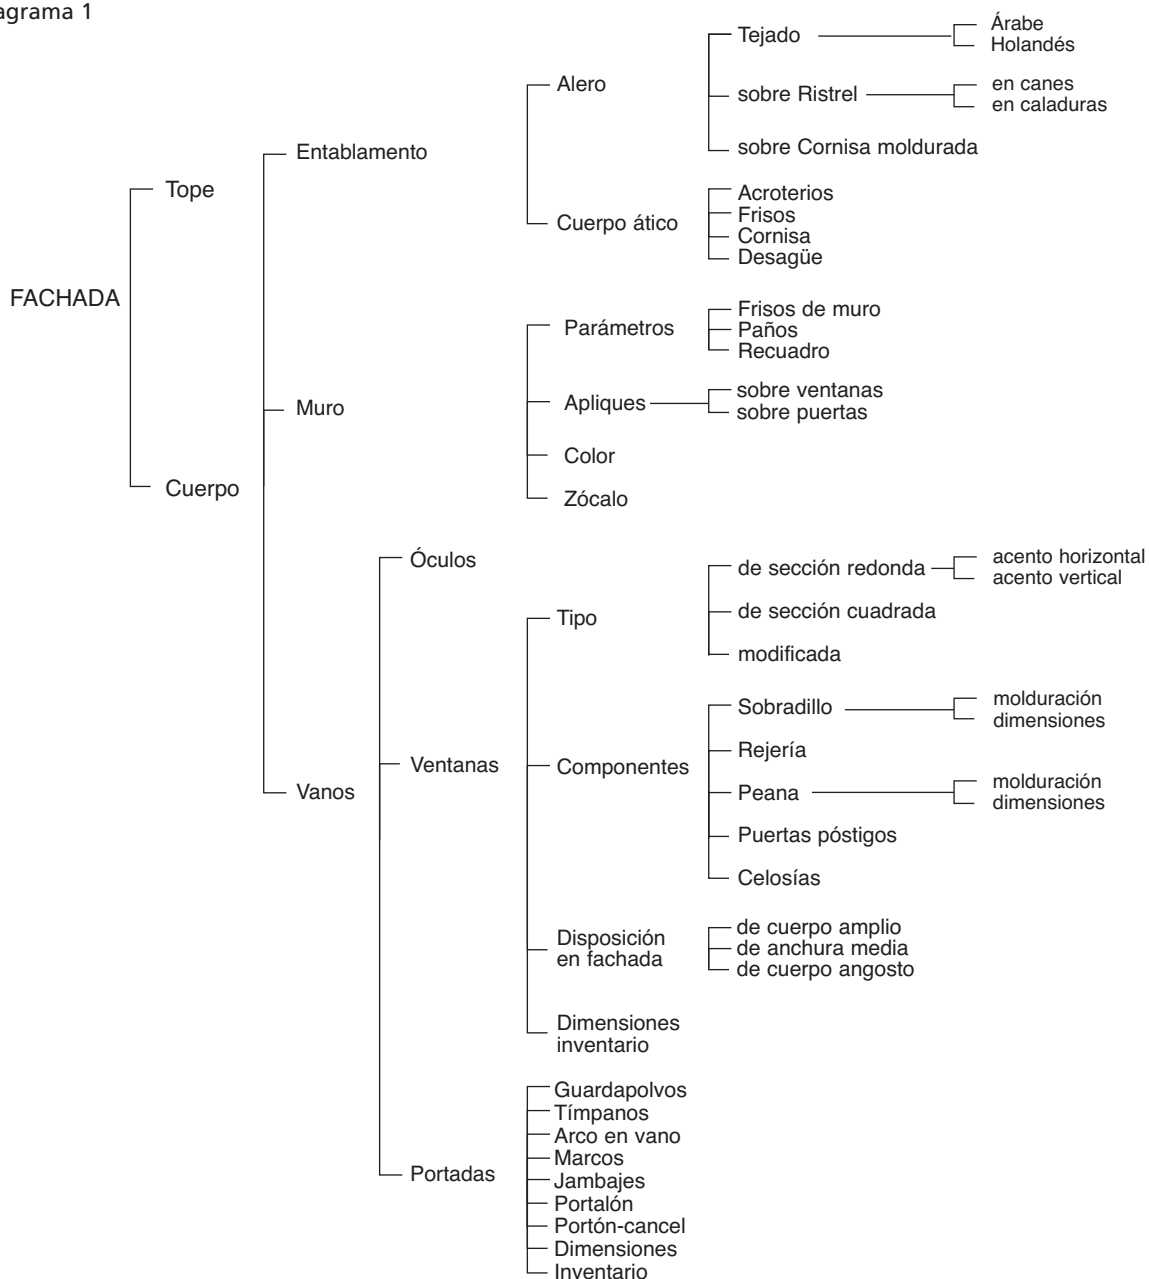 agrama 1
FACHADA
Tope
Cuerpo
Entablamento
Muro
Vanos
Alero
Tejado
Árabe
Holandés
sobre Ristrel
en canes
en caladuras
sobre Cornisa moldurada
Cuerpo ático
Acroterios
Frisos
Cornisa
Desagüe
Parámetros
Frisos de muro
Paños
Recuadro
Apliques
sobre ventanas
sobre puertas
Color
Zócalo
Óculos
Ventanas
Tipo
de sección redonda
acento horizontal
acento vertical
de sección cuadrada
modificada
Componentes
Sobradillo
molduración
dimensiones
Rejería
Peana
molduración
dimensiones
Puertas póstigos
Celosías
Disposición
en fachada
de cuerpo amplio
de anchura media
de cuerpo angosto
Dimensiones
inventario
Portadas
Guardapolvos
Tímpanos
Arco en vano
Marcos
Jambajes
Portalón
Portón-cancel
Dimensiones
Inventario